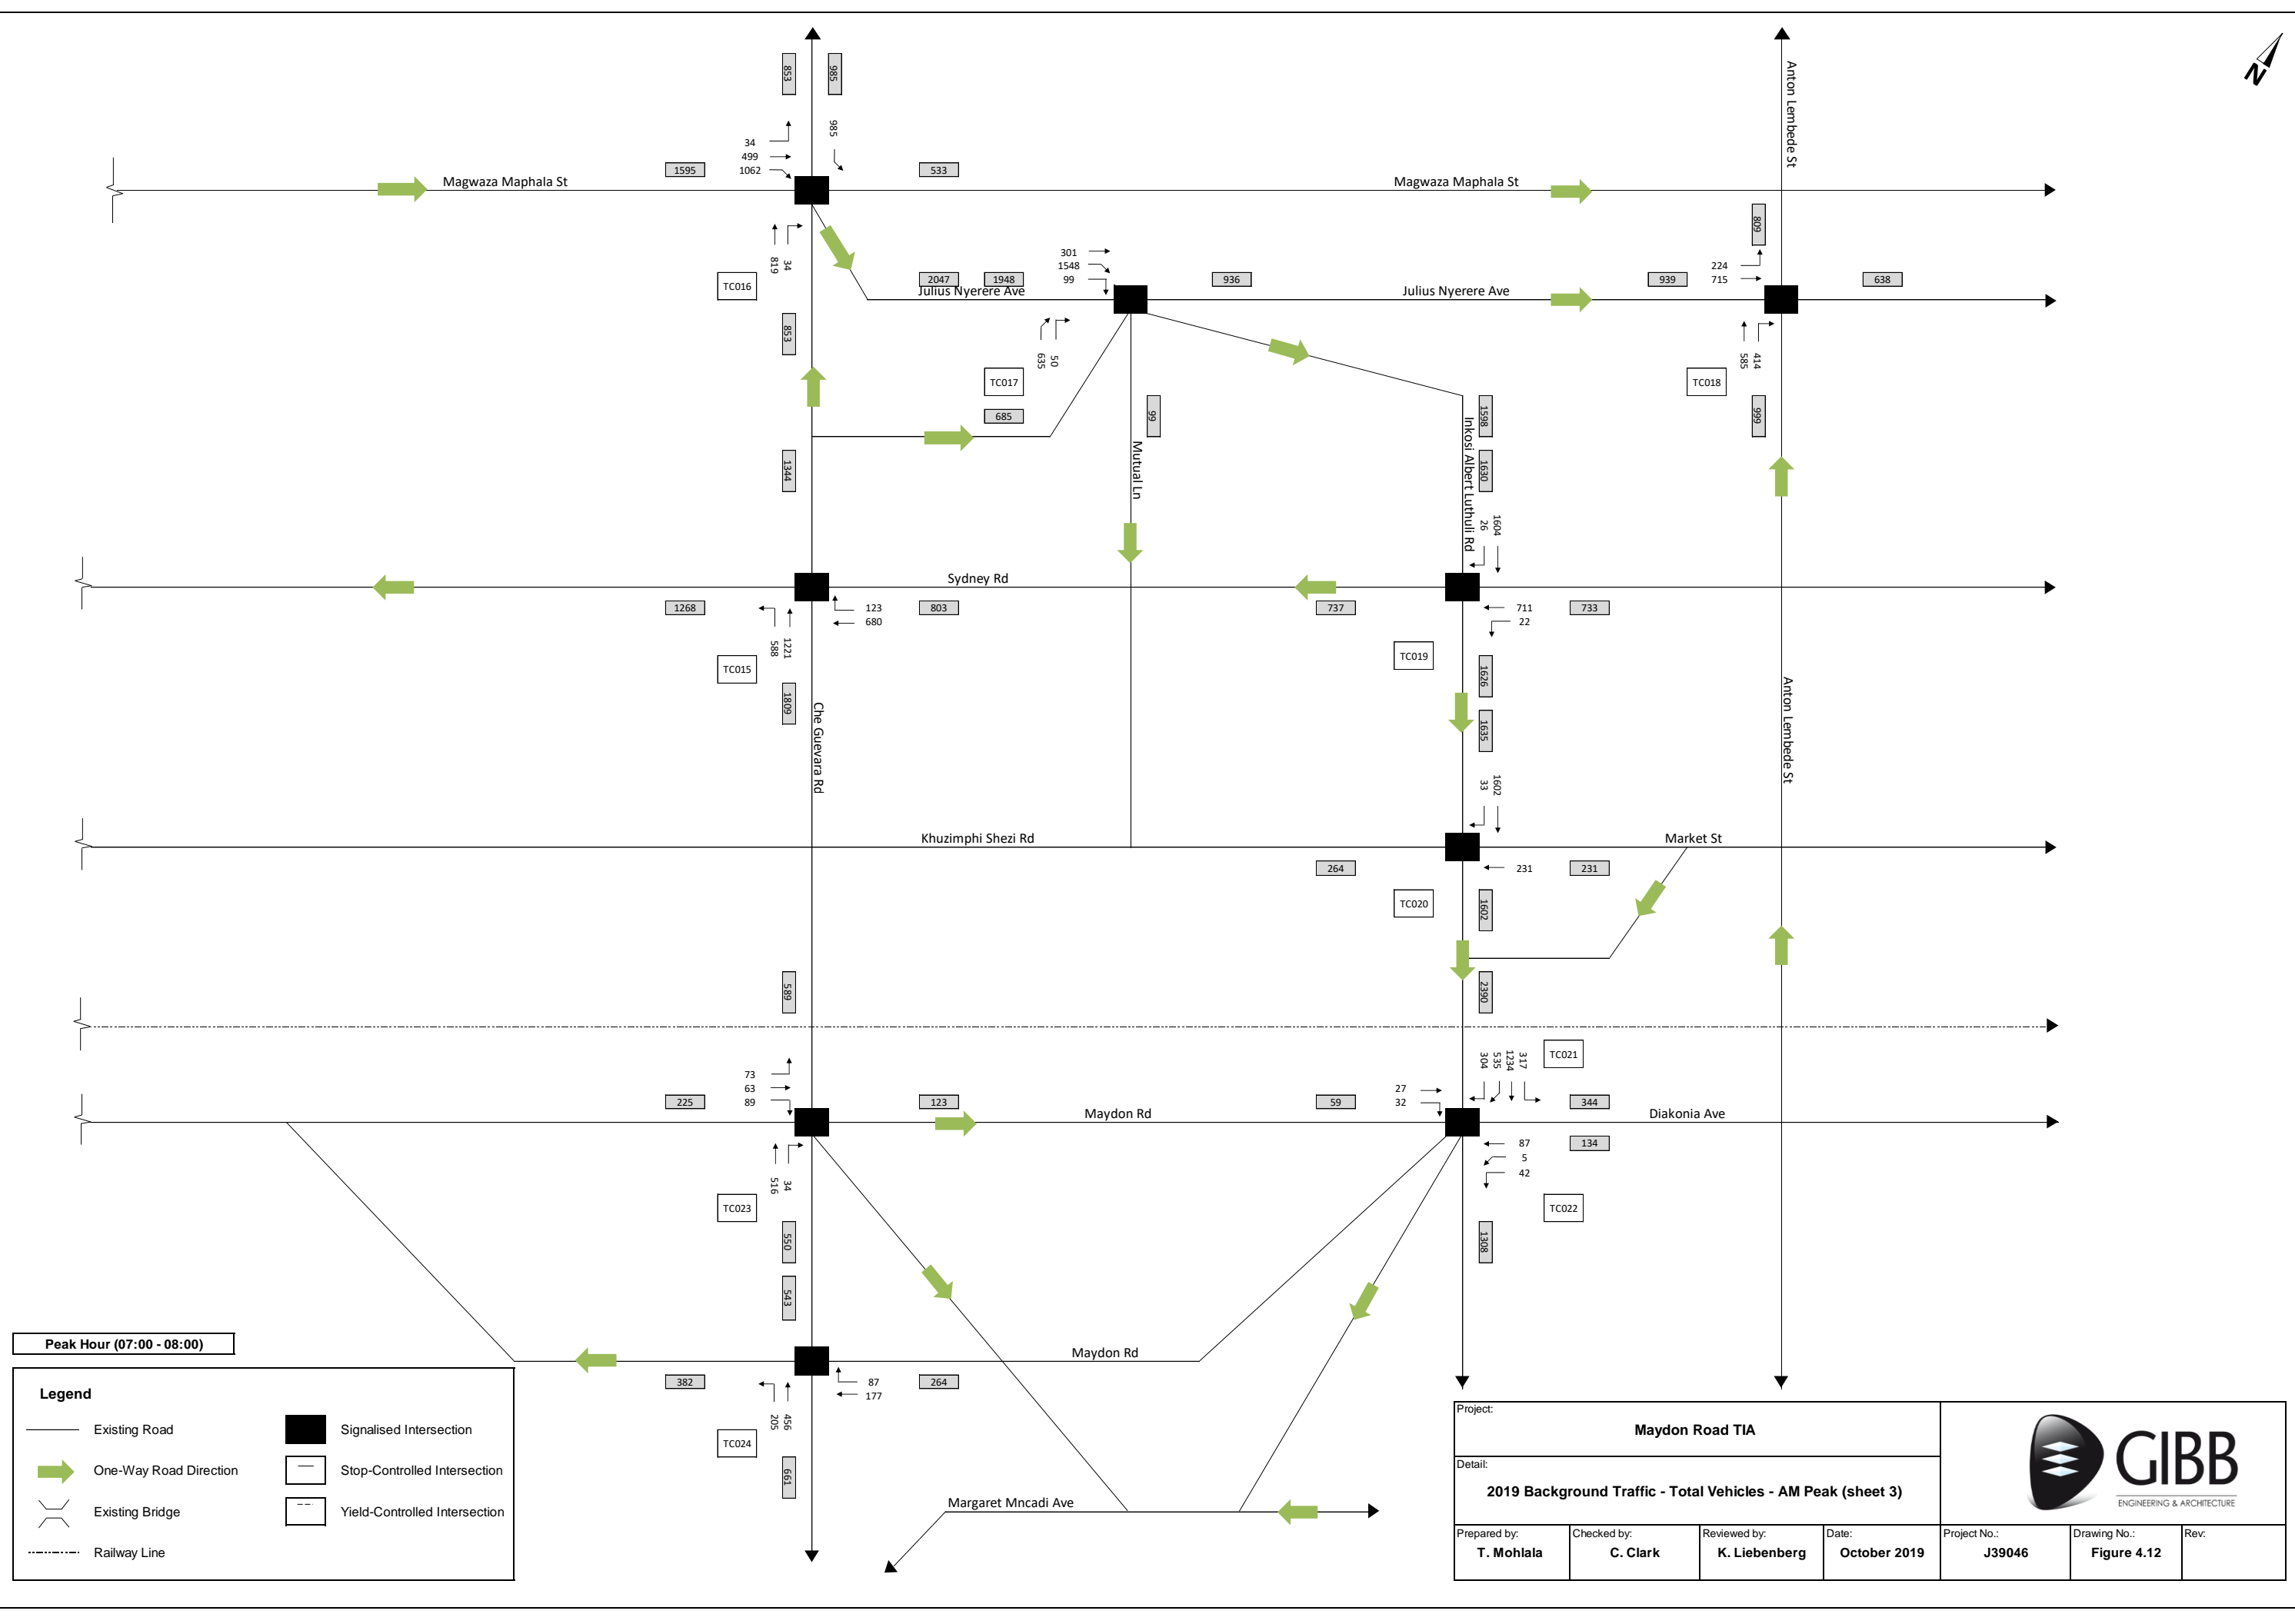 853
985
Anton Lembede St
N
34
499
1062
985
1595
533
Magwaza Maphala St
Magwaza Maphala St
809
819
34
TC016
2047
1948
301
1548
99
936
939
224
715
638
Julius Nyerere Ave
Julius Nyerere Ave
853
635
50
TC017
585
414
TC018
685
99
1598
999
1344
Mutual Ln
Inkosi Albert Luthuli Rd
1630
26
1604
Sydney Rd
1268
123
680
803
737
711
22
733
588
1221
TC015
TC019
1809
1626
Che Guevara Rd
1635
Anton Lembede St
33
1602
Khuzimphi Shezi Rd
Market St
264
231
231
TC020
1602
589
2390
304
535
1234
317
TC021
73
63
89
225
123
Maydon Rd
59
27
32
344
Diakonia Ave
87
5
42
134
516
34
TC023
TC022
550
1308
543
Peak Hour (07:00 - 08:00)
Maydon Rd
382
87
177
264
205
456
TC024
661
Margaret Mncadi Ave
Legend
Existing Road
Signalised Intersection
One-Way Road Direction
Stop-Controlled Intersection
Existing Bridge
Yield-Controlled Intersection
Railway Line
Project:
Maydon Road TIA
Detail:
2019 Background Traffic - Total Vehicles - AM Peak (sheet 3)
GIBB
ENGINEERING & ARCHITECTURE
Prepared by:
T. Mohlala
Checked by:
C. Clark
Reviewed by:
K. Liebenberg
Date:
October 2019
Project No.:
J39046
Drawing No.:
Figure 4.12
Rev: